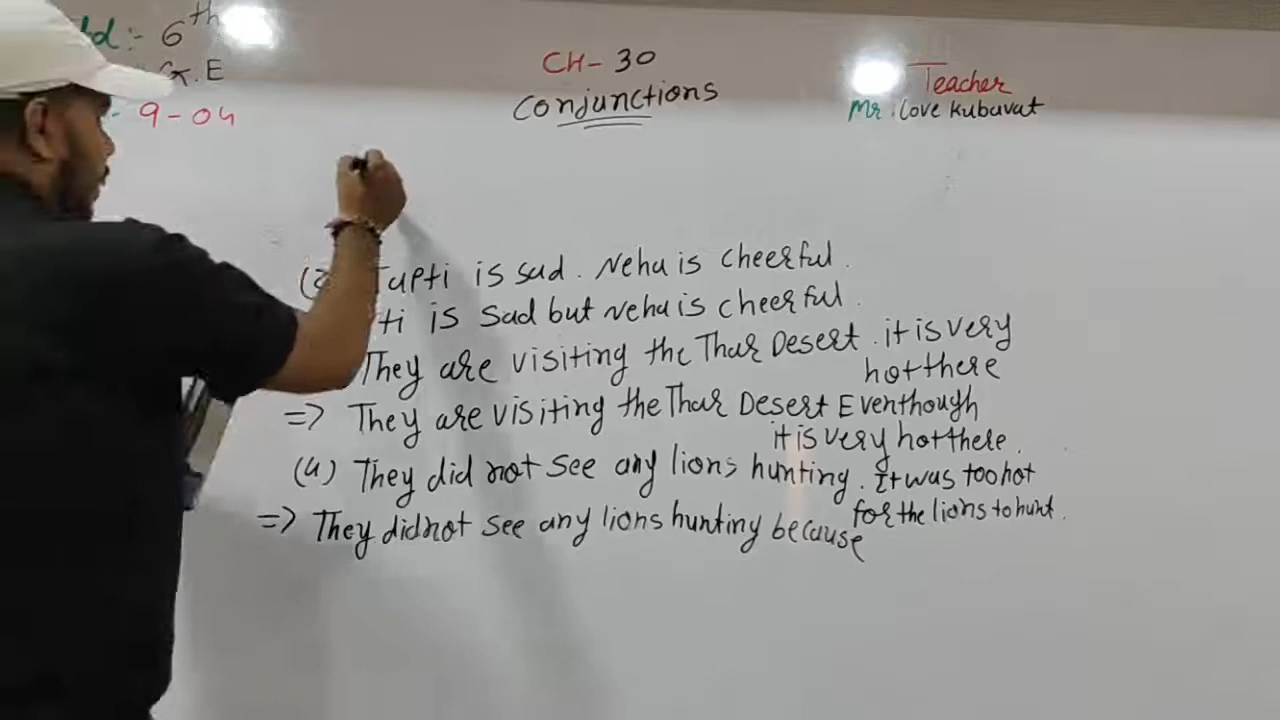 6th
G.E
9-04
CH- 30
Conjunctions
Teacher
Mr. Love Kubavat
Tapti is sad. Neha is cheerful.
ti is sad but Neha is cheerful.
They are visiting the Thar Desert. it is very
hot there
=> They are visiting the Thar Desert Eventhough
it is very hot there.
(4) They did not see any lions hunting. It was too hot
for the lions to hunt.
=> They did not see any lions hunting because